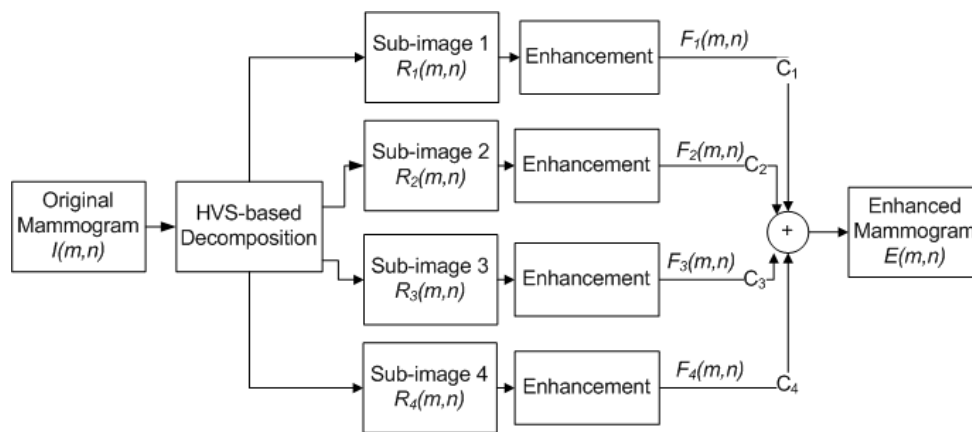 Original
Mammogram
I(m,n)
HVS-based
Decomposition
Sub-image 1
R1(m,n)
Enhancement
F1(m,n)
C1
Sub-image 2
R2(m,n)
Enhancement
F2(m,n)
C2
Sub-image 3
R3(m,n)
Enhancement
F3(m,n)
C3
Sub-image 4
R4(m,n)
Enhancement
F4(m,n)
C4
+
Enhanced
Mammogram
E(m,n)